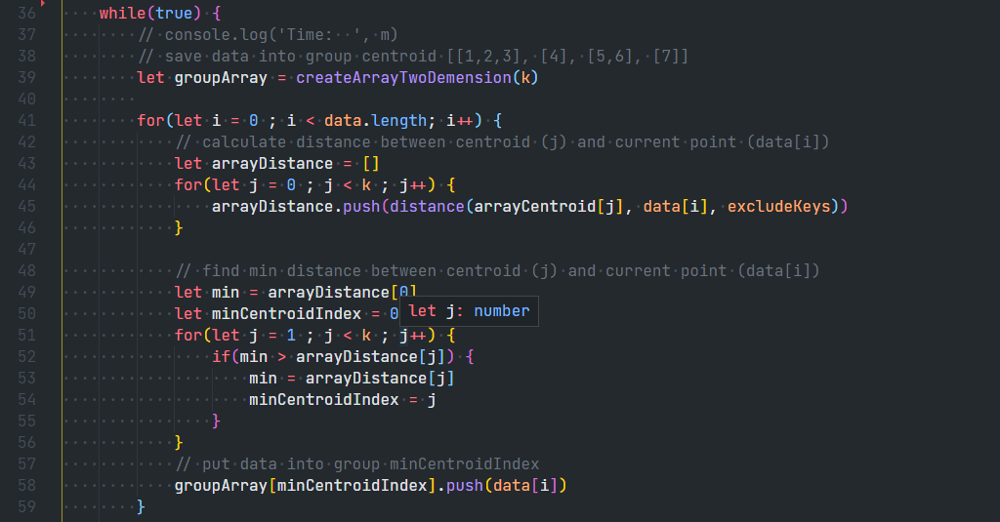 36 while(true) {
37 // console.log('Time:  ', m)
38 // save data into group centroid [[1,2,3], [4], [5,6], [7]]
39 let groupArray = createArrayTwoDemension(k)
40
41 for(let i = 0 ; i < data.length; i++) {
42 // calculate distance between centroid (j) and current point (data[i])
43 let arrayDistance = []
44 for(let j = 0 ; j < k ; j++) {
45 arrayDistance.push(distance(arrayCentroid[j], data[i], excludeKeys))
46 }
47
48 // find min distance between centroid (j) and current point (data[i])
49 let min = arrayDistance[0]
50 let minCentroidIndex = 0
let j: number
51 for(let j = 1 ; j < k ; j++) {
52 if(min > arrayDistance[j]) {
53 min = arrayDistance[j]
54 minCentroidIndex = j
55 }
56 }
57 // put data into group minCentroidIndex
58 groupArray[minCentroidIndex].push(data[i])
59 }